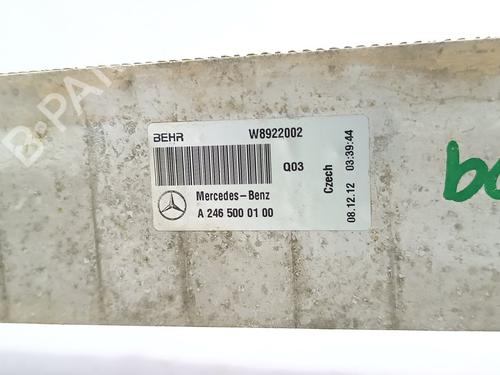 BEHR W8922002
Q03
Czech
08.12.12 03:39:44
Mercedes-Benz
A 246 500 01 00